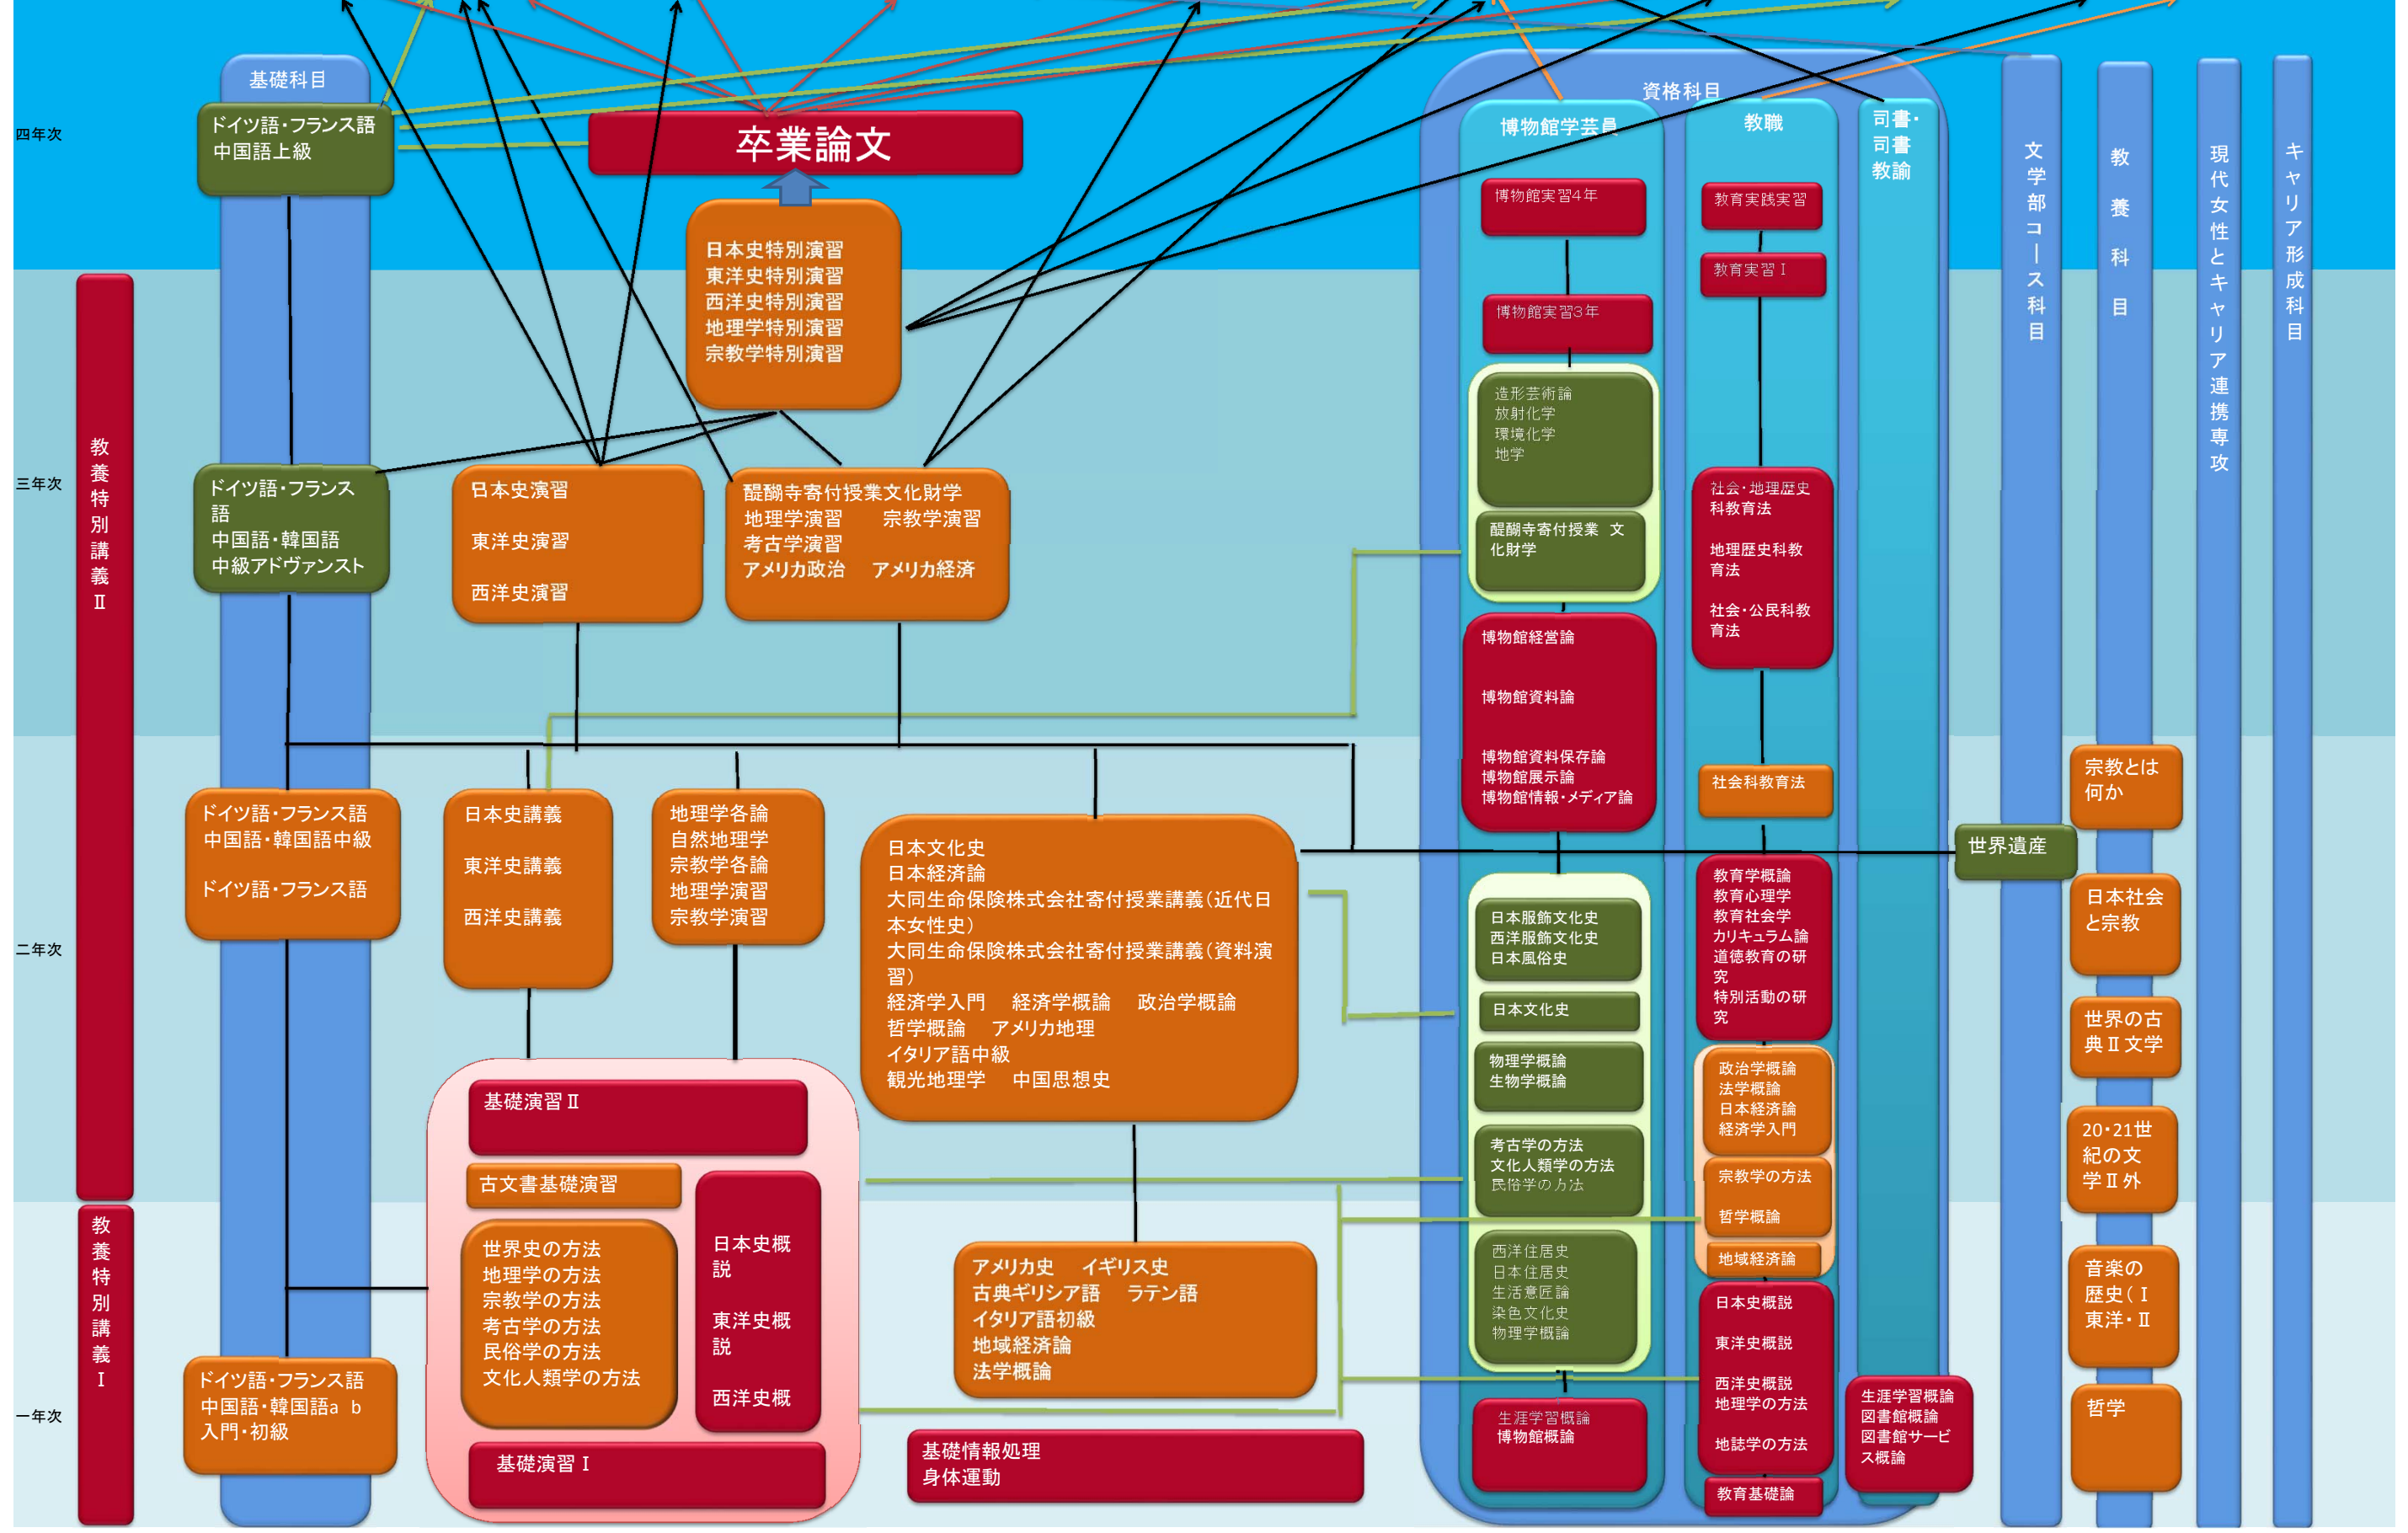 基礎科目
四年次
ドイツ語・フランス語
中国語上級
卒業論文
日本史特別演習
東洋史特別演習
西洋史特別演習
地理学特別演習
宗教学特別演習
教養特別講義Ⅱ
三年次
ドイツ語・フランス
語
中国語・韓国語
中級アドヴァンスト
日本史演習
東洋史演習
西洋史演習
醍醐寺寄付授業文化財学
地理学演習 宗教学演習
考古学演習
アメリカ政治 アメリカ経済
二年次
ドイツ語・フランス語
中国語・韓国語中級
ドイツ語・フランス語
日本史講義
東洋史講義
西洋史講義
地理学各論
自然地理学
宗教学各論
地理学演習
宗教学演習
日本文化史
日本経済論
大同生命保険株式会社寄付授業講義(近代日
本女性史)
大同生命保険株式会社寄付授業講義(資料演
習)
経済学入門 経済学概論 政治学概論
哲学概論 アメリカ地理
イタリア語中級
観光地理学 中国思想史
基礎演習Ⅱ
古文書基礎演習
世界史の方法
地理学の方法
宗教学の方法
考古学の方法
民俗学の方法
文化人類学の方法
日本史概
説
東洋史概
説
西洋史概
基礎演習Ⅰ
アメリカ史 イギリス史
古典ギリシア語 ラテン語
イタリア語初級
地域経済論
法学概論
基礎情報処理
身体運動
教養特別講義Ⅰ
一年次
ドイツ語・フランス語
中国語・韓国語a b
入門・初級
資格科目
博物館学芸員
博物館実習4年
博物館実習3年
造形芸術論
放射化学
環境化学
地学
醍醐寺寄付授業 文
化財学
博物館経営論
博物館資料論
博物館資料保存論
博物館展示論
博物館情報・メディア論
日本服飾文化史
西洋服飾文化史
日本風俗史
日本文化史
物理学概論
生物学概論
考古学の方法
文化人類学の方法
民俗学の方法
西洋住居史
日本住居史
生活意匠論
染色文化史
物理学概論
生涯学習概論
博物館概論
教職
教育実践実習
教育実習Ⅰ
社会・地理歴史
科教育法
地理歴史科教
育法
社会・公民科教
育法
社会科教育法
教育学概論
教育心理学
教育社会学
カリキュラム論
道徳教育の研
究
特別活動の研
究
政治学概論
法学概論
日本経済論
経済学入門
宗教学の方法
哲学概論
地域経済論
日本史概説
東洋史概説
西洋史概説
地理学の方法
地誌学の方法
教育基礎論
司書・
司書
教諭
生涯学習概論
図書館概論
図書館サービ
ス概論
文学部コース科目
世界遺産
教養科目
宗教とは
何か
日本社会
と宗教
世界の古
典Ⅱ文学
20・21世
紀の文
学Ⅱ外
音楽の
歴史(Ⅰ
東洋・Ⅱ
哲学
現代女性とキャリア連携専攻
キャリア形成科目